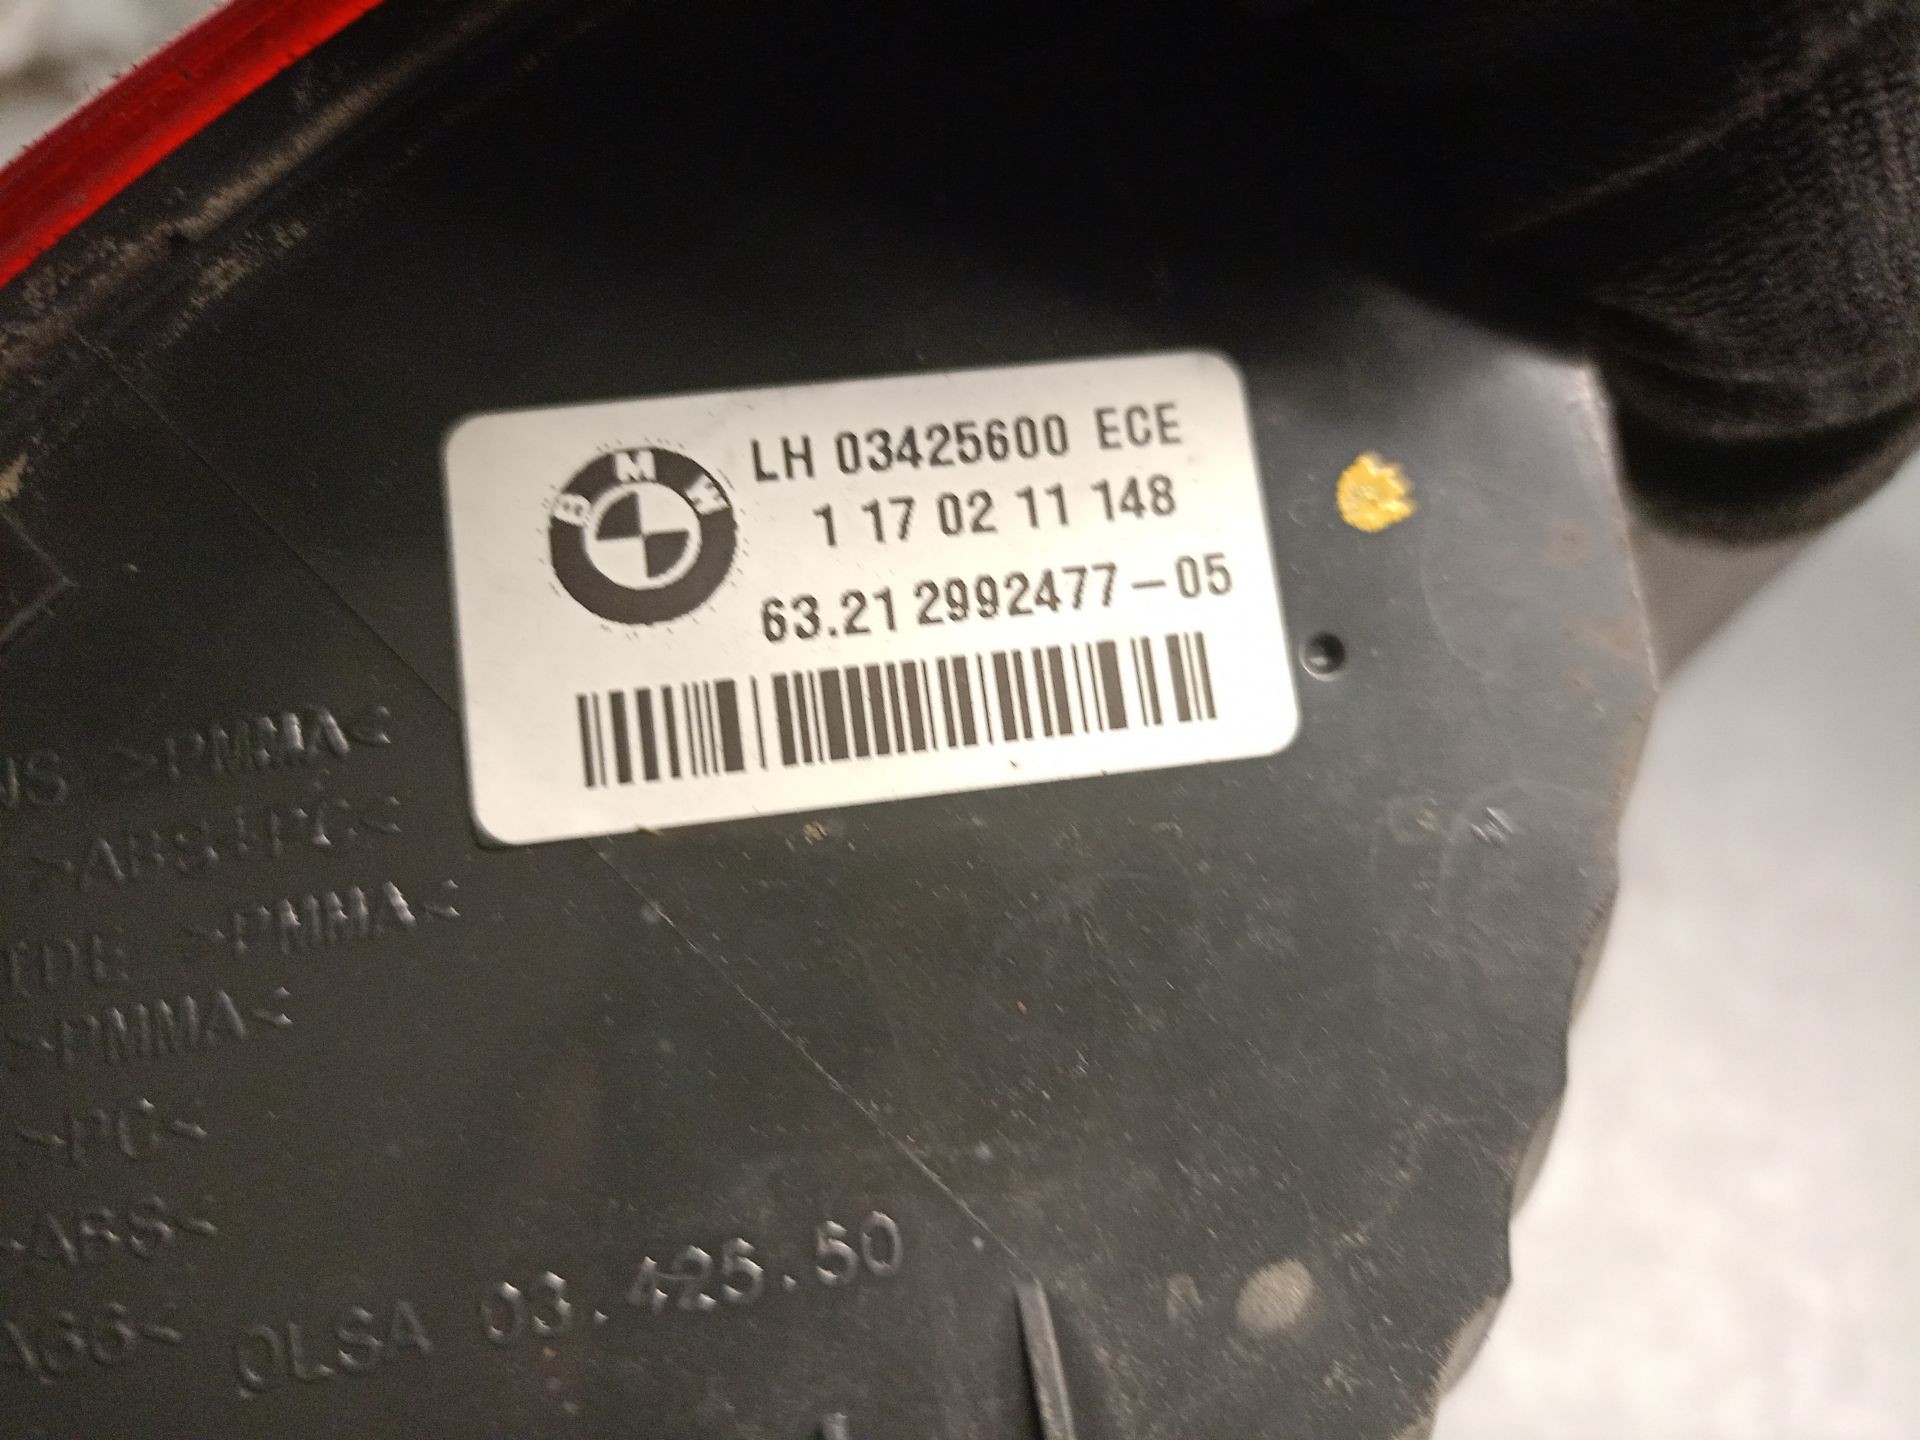 BMW
LH 03425600 ECE
1 17 02 11 148
63.21 2992477-05
>PMMA<
>ABS+PC<
>PMMA<
>PMMA<
>PC<
>ABS<
OLSA 03.425.50